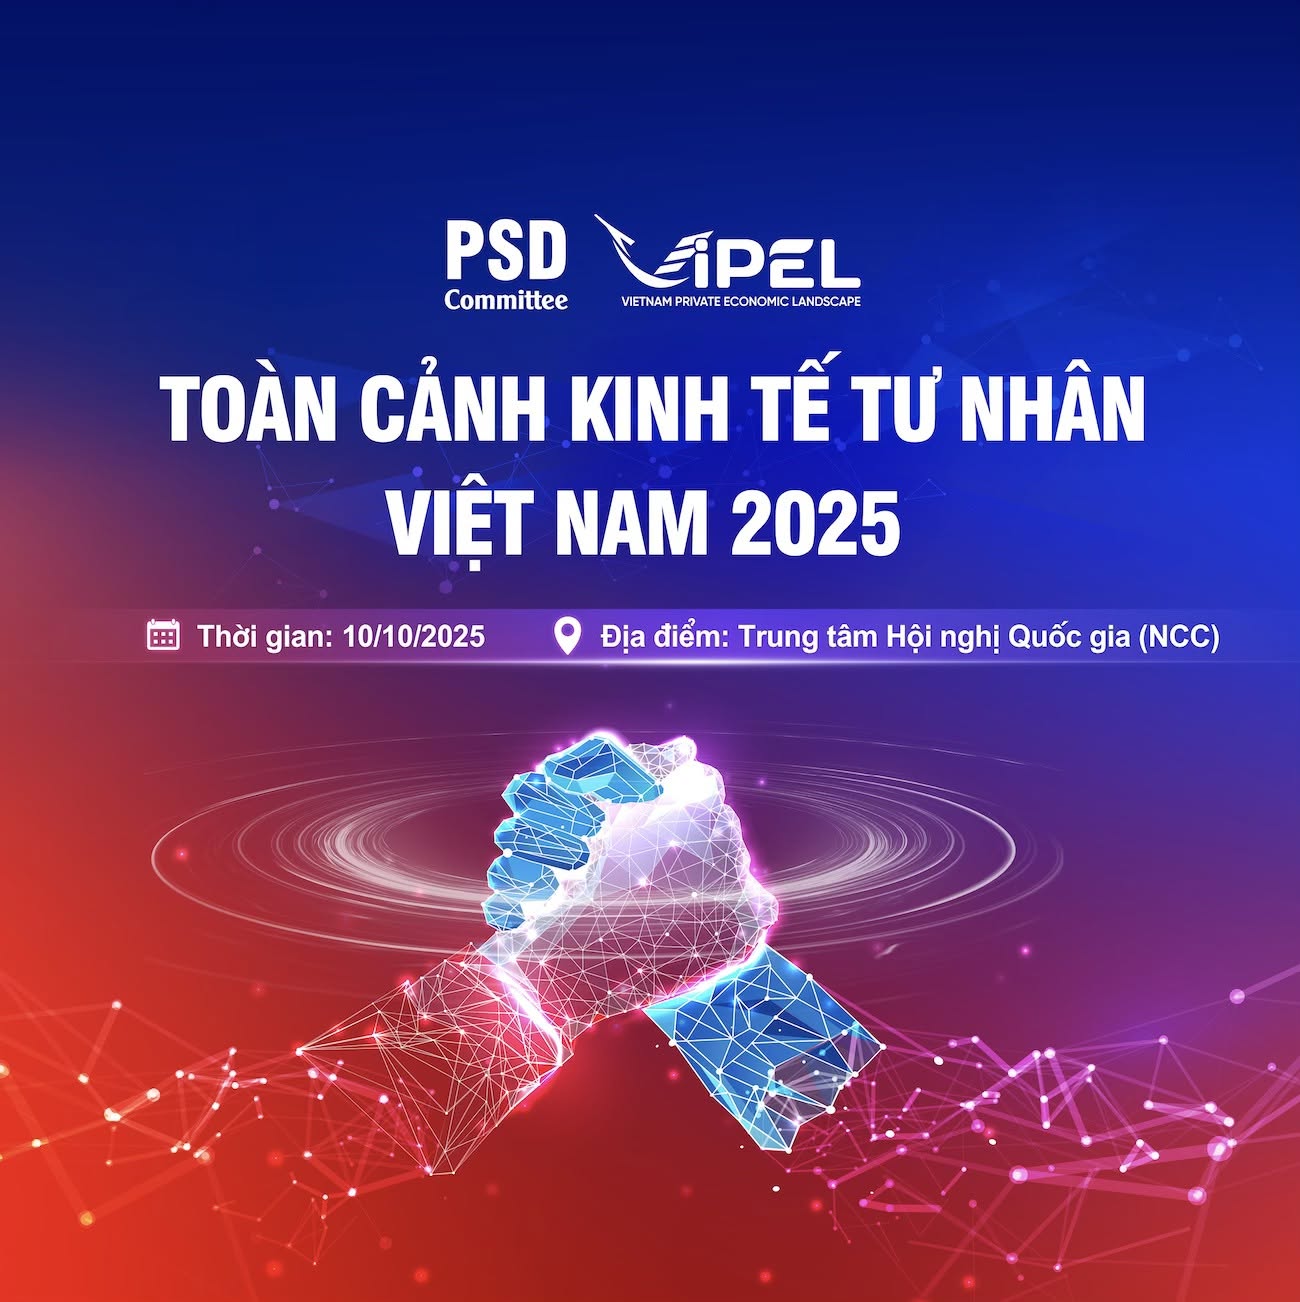 PSD
Committee
ViPEL
VIETNAM PRIVATE ECONOMIC LANDSCAPE
TOÀN CẢNH KINH TẾ TƯ NHÂN
VIỆT NAM 2025
Thời gian: 10/10/2025
Địa điểm: Trung tâm Hội nghị Quốc gia (NCC)